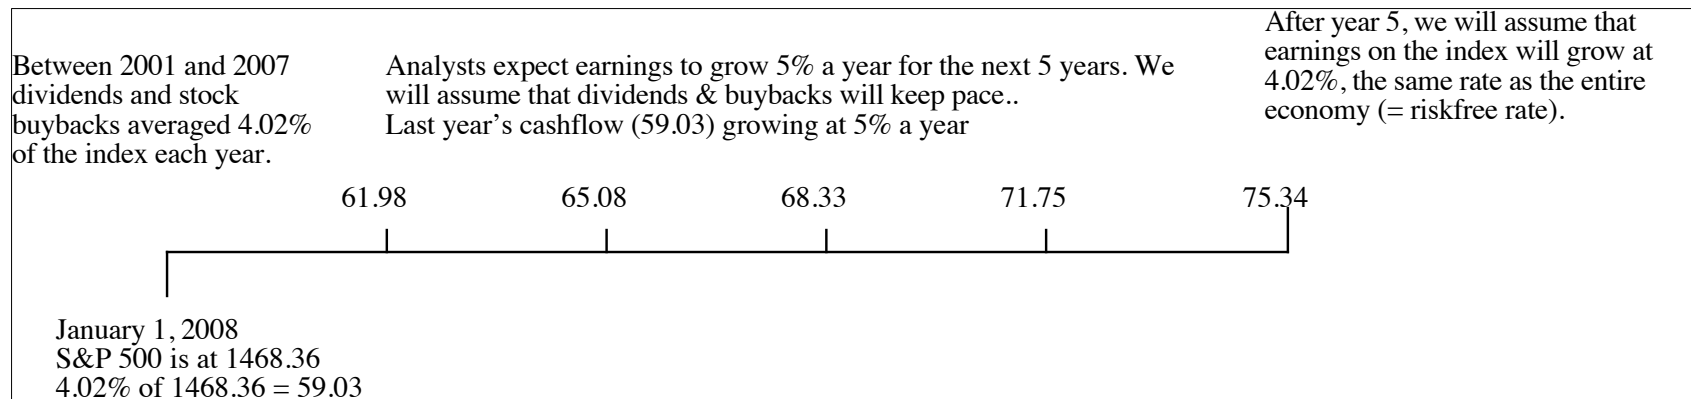 Between 2001 and 2007
dividends and stock
buybacks averaged 4.02%
of the index each year.
Analysts expect earnings to grow 5% a year for the next 5 years. We
will assume that dividends & buybacks will keep pace..
Last year’s cashflow (59.03) growing at 5% a year
After year 5, we will assume that
earnings on the index will grow at
4.02%, the same rate as the entire
economy (= riskfree rate).
61.98
65.08
68.33
71.75
75.34
January 1, 2008
S&P 500 is at 1468.36
4.02% of 1468.36 = 59.03